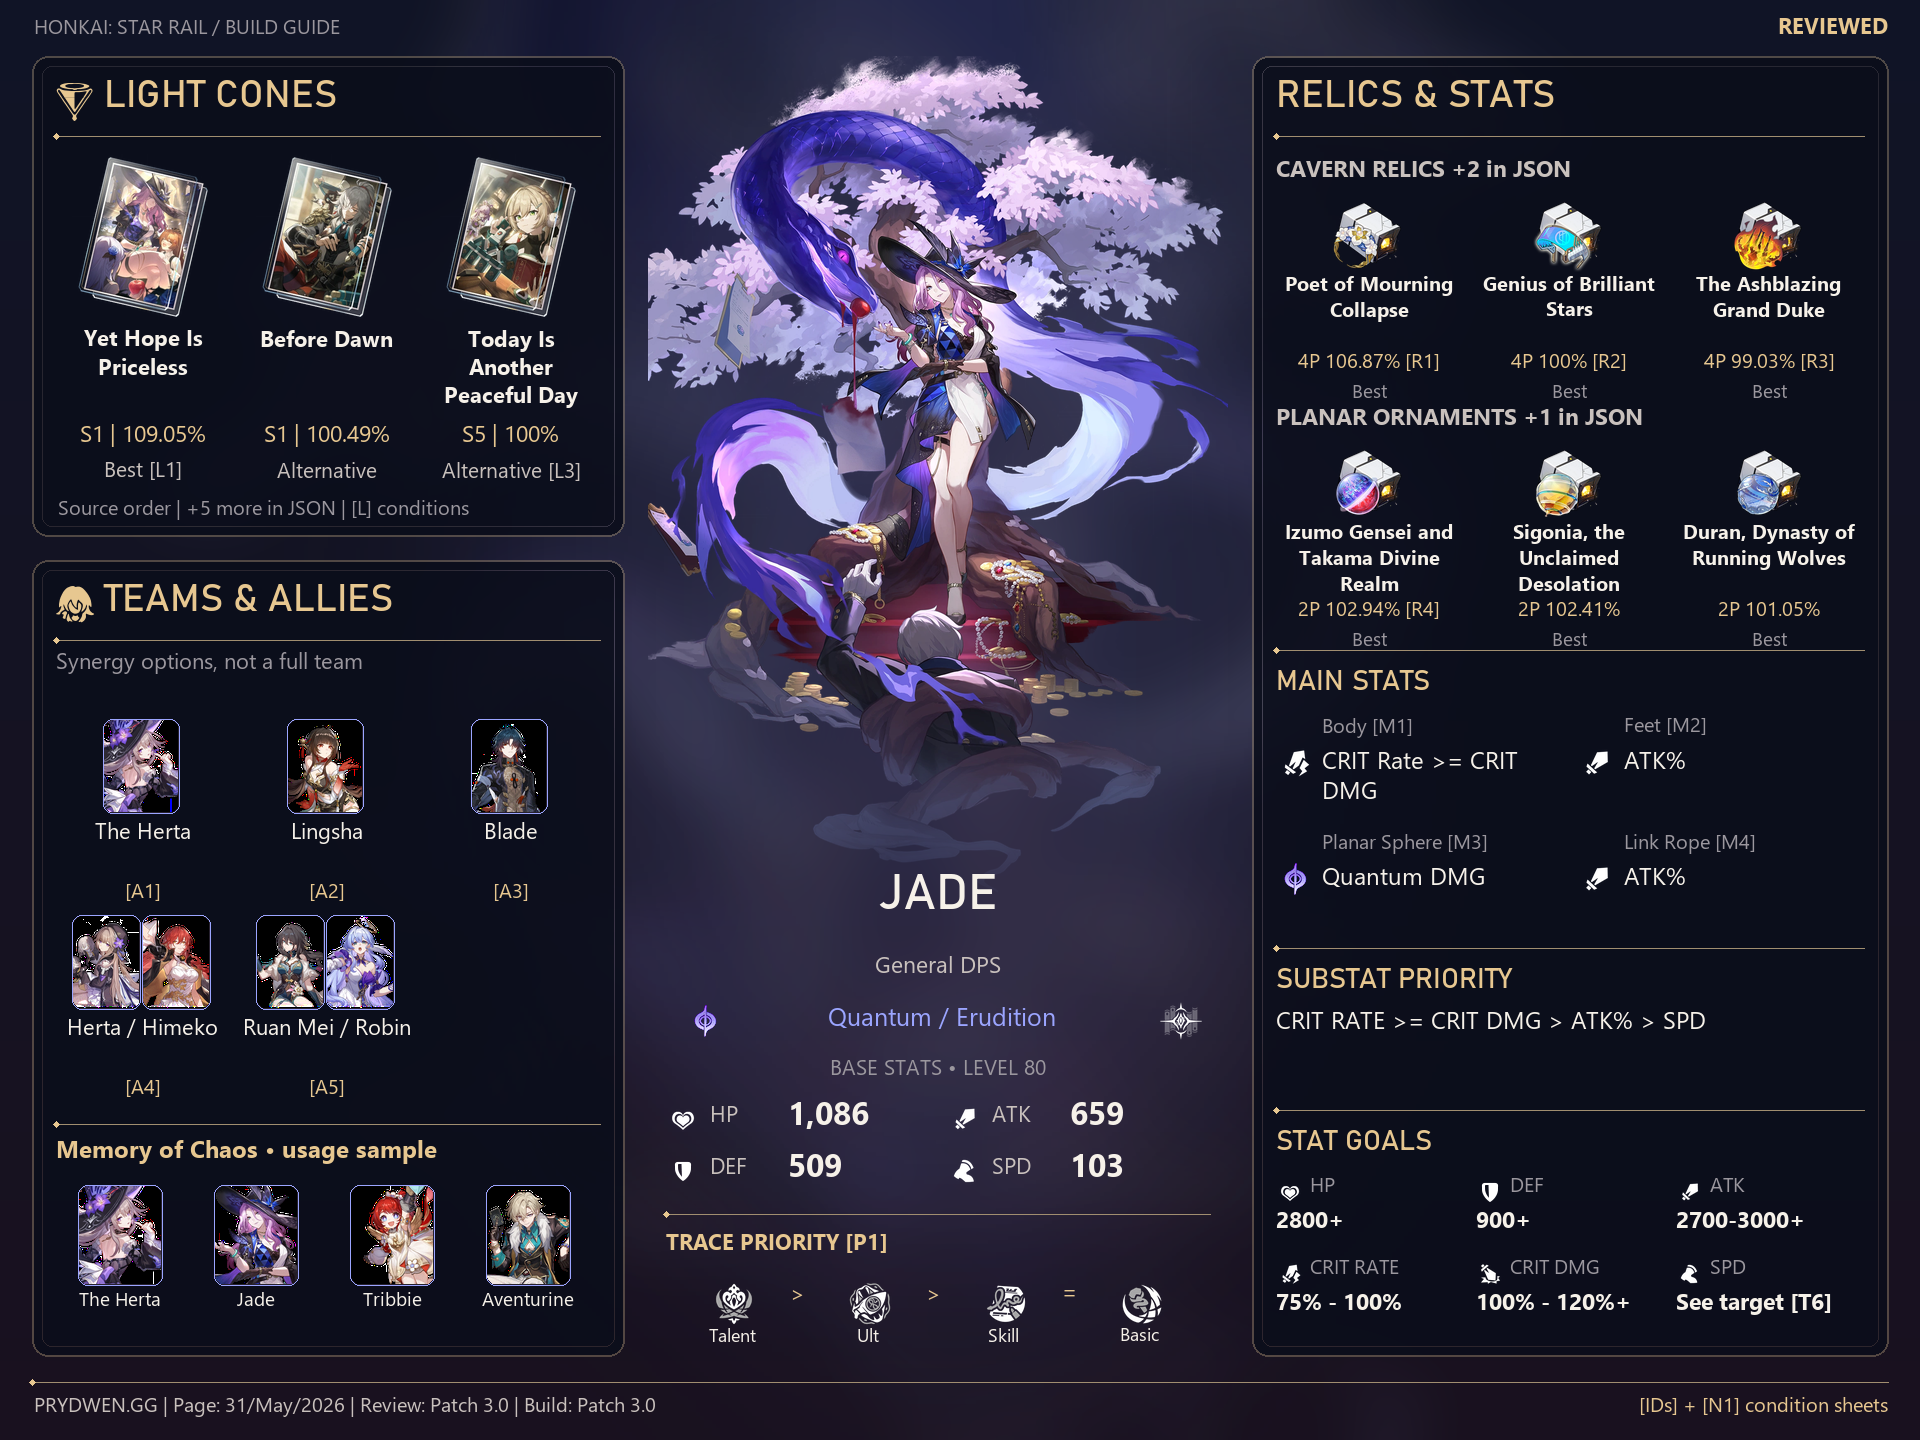 HONKAI: STAR RAIL / BUILD GUIDE
REVIEWED
LIGHT CONES
Yet Hope Is
Priceless
S1 | 109.05%
Best [L1]
Before Dawn
S1 | 100.49%
Alternative
Today Is
Another
Peaceful Day
S5 | 100%
Alternative [L3]
Source order | +5 more in JSON | [L] conditions
TEAMS & ALLIES
Synergy options, not a full team
The Herta
[A1]
Lingsha
[A2]
Blade
[A3]
Herta / Himeko
[A4]
Ruan Mei / Robin
[A5]
Memory of Chaos • usage sample
The Herta
Jade
Tribbie
Aventurine
JADE
General DPS
Quantum / Erudition
BASE STATS • LEVEL 80
HP 1,086
ATK 659
DEF 509
SPD 103
TRACE PRIORITY [P1]
Talent > Ult > Skill = Basic
RELICS & STATS
CAVERN RELICS +2 in JSON
Poet of Mourning
Collapse
4P 106.87% [R1]
Best
Genius of Brilliant
Stars
4P 100% [R2]
Best
The Ashblazing
Grand Duke
4P 99.03% [R3]
Best
PLANAR ORNAMENTS +1 in JSON
Izumo Gensei and
Takama Divine
Realm
2P 102.94% [R4]
Best
Sigonia, the
Unclaimed
Desolation
2P 102.41%
Best
Duran, Dynasty of
Running Wolves
2P 101.05%
Best
MAIN STATS
Body [M1]
CRIT Rate >= CRIT
DMG
Feet [M2]
ATK%
Planar Sphere [M3]
Quantum DMG
Link Rope [M4]
ATK%
SUBSTAT PRIORITY
CRIT RATE >= CRIT DMG > ATK% > SPD
STAT GOALS
HP
2800+
DEF
900+
ATK
2700-3000+
CRIT RATE
75% - 100%
CRIT DMG
100% - 120%+
SPD
See target [T6]
PRYDWEN.GG | Page: 31/May/2026 | Review: Patch 3.0 | Build: Patch 3.0
[IDs] + [N1] condition sheets